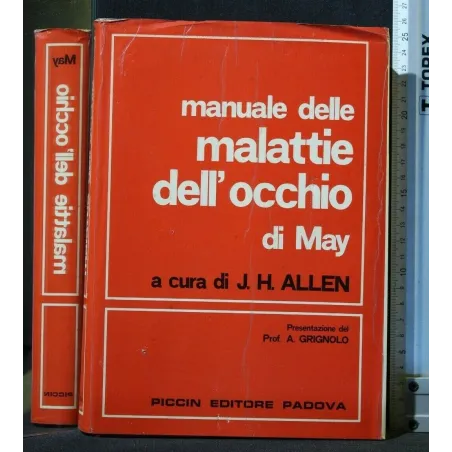 manuale delle
malattie
dell'occhio
di May
a cura di J. H. ALLEN
Presentazione del
Prof. A. GRIGNOLO
PICCIN EDITORE PADOVA
May
malattie dell'occhio
PICCIN
TOREX